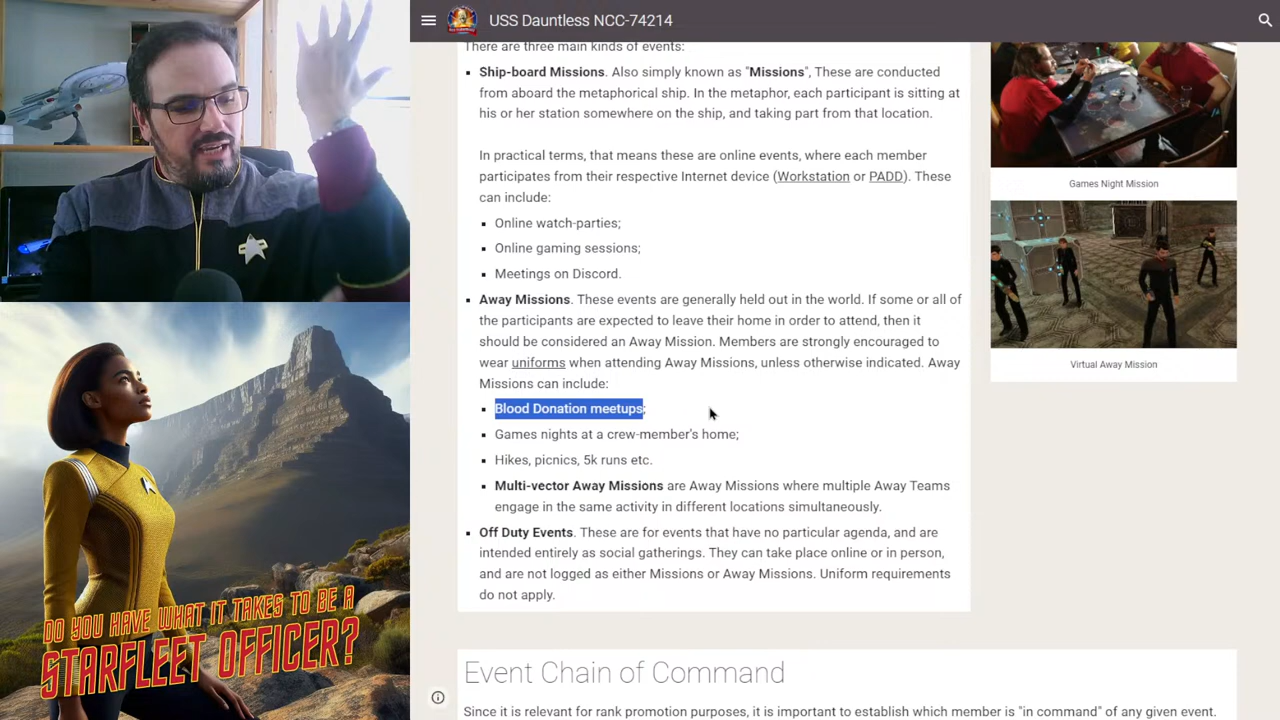 USS Dauntless NCC-74214
There are three main kinds of events:
Ship-board Missions. Also simply known as "Missions", These are conducted
from aboard the metaphorical ship. In the metaphor, each participant is sitting at
his or her station somewhere on the ship, and taking part from that location.
In practical terms, that means these are online events, where each member
participates from their respective Internet device (Workstation or PADD). These
can include:
Online watch-parties;
Online gaming sessions;
Meetings on Discord.
Away Missions. These events are generally held out in the world. If some or all of
the participants are expected to leave their home in order to attend, then it
should be considered an Away Mission. Members are strongly encouraged to
wear uniforms when attending Away Missions, unless otherwise indicated. Away
Missions can include:
Blood Donation meetups;
Games nights at a crew-member's home;
Hikes, picnics, 5k runs etc.
Multi-vector Away Missions are Away Missions where multiple Away Teams
engage in the same activity in different locations simultaneously.
Off Duty Events. These are for events that have no particular agenda, and are
intended entirely as social gatherings. They can take place online or in person,
and are not logged as either Missions or Away Missions. Uniform requirements
do not apply.
Games Night Mission
Virtual Away Mission
Event Chain of Command
Since it is relevant for rank promotion purposes, it is important to establish which member is "in command" of any given event.
DO YOU HAVE WHAT IT TAKES TO BE A
STARFLEET OFFICER?